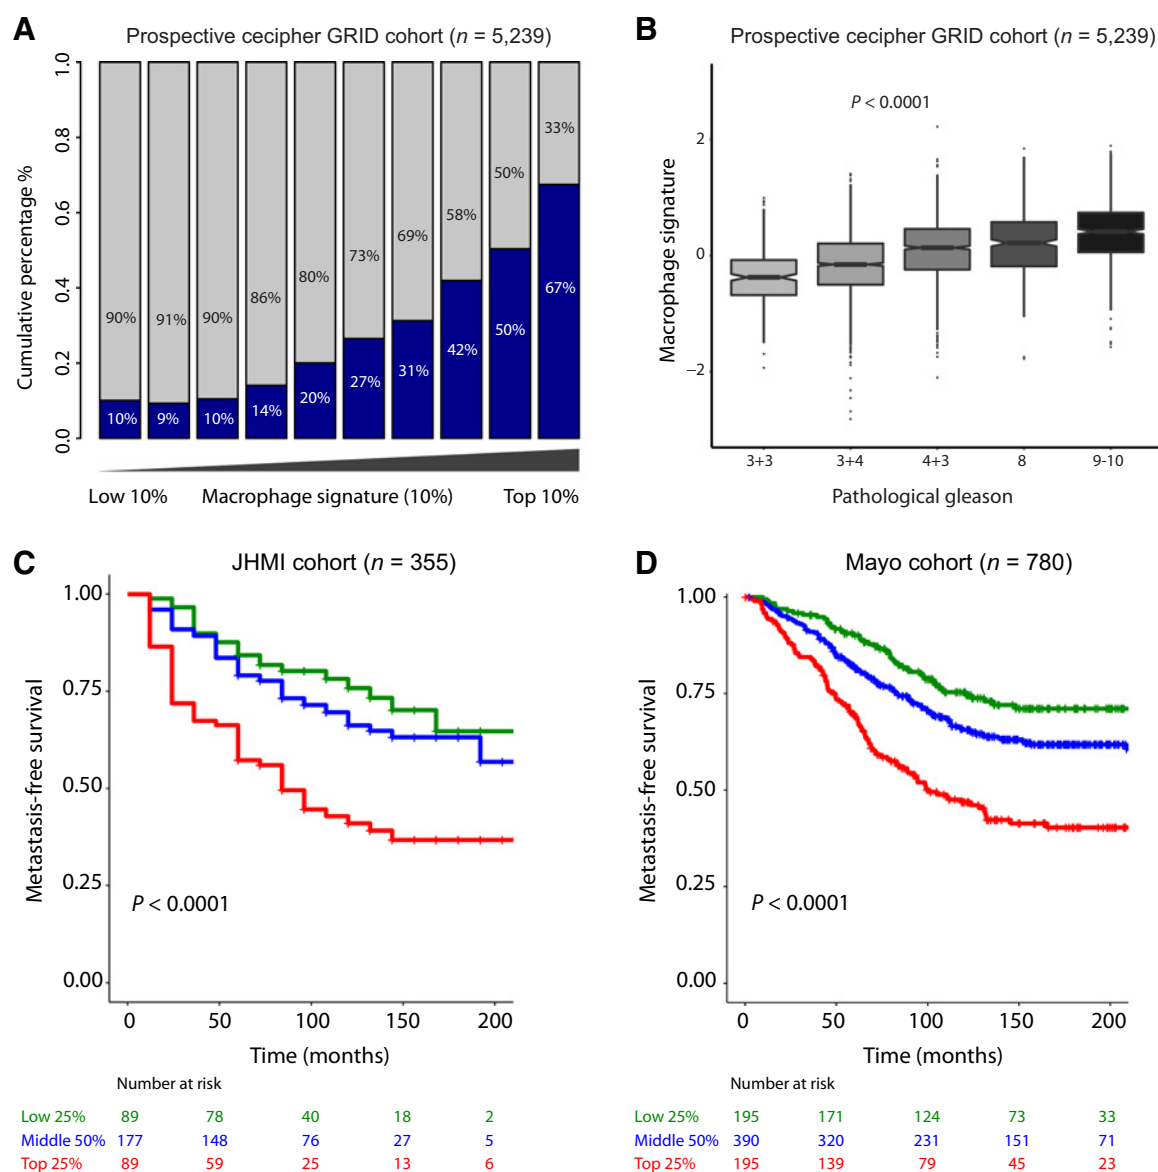 A
Prospective cecipher GRID cohort (n = 5,239)
Cumulative percentage %
1.0
0.8
0.6
0.4
0.2
0.0
90%
91%
90%
86%
80%
73%
69%
58%
50%
33%
10%
9%
10%
14%
20%
27%
31%
42%
50%
67%
Low 10% Macrophage signature (10%) Top 10%
B
Prospective cecipher GRID cohort (n = 5,239)
P < 0.0001
Macrophage signature
2
0
−2
3+3 3+4 4+3 8 9-10
Pathological gleason
C
JHMI cohort (n = 355)
Metastasis-free survival
1.00
0.75
0.50
0.25
0.00
P < 0.0001
0 50 100 150 200
Time (months)
Number at risk
Low 25% 89 78 40 18 2
Middle 50% 177 148 76 27 5
Top 25% 89 59 25 13 6
D
Mayo cohort (n = 780)
Metastasis-free survival
1.00
0.75
0.50
0.25
0.00
P < 0.0001
0 50 100 150 200
Time (months)
Number at risk
Low 25% 195 171 124 73 33
Middle 50% 390 320 231 151 71
Top 25% 195 139 79 45 23